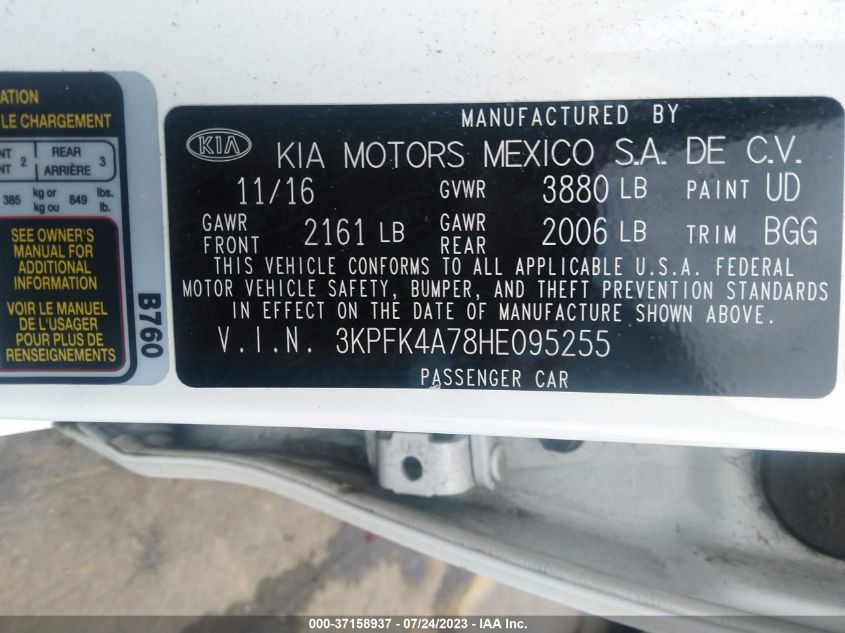 ATION
LE CHARGEMENT
NT 2 REAR 3
NT ARRIÈRE
385 kg or 849 lbs.
kg ou lb.
SEE OWNER'S
MANUAL FOR
ADDITIONAL
INFORMATION
VOIR LE MANUEL
DE L'USAGER
POUR PLUS DE
RENSEIGNEMENTS
B760
MANUFACTURED BY
KIA KIA MOTORS MEXICO S.A. DE C.V.
11/16 GVWR 3880 LB PAINT UD
GAWR FRONT 2161 LB GAWR REAR 2006 LB TRIM BGG
THIS VEHICLE CONFORMS TO ALL APPLICABLE U.S.A. FEDERAL
MOTOR VEHICLE SAFETY, BUMPER, AND THEFT PREVENTION STANDARDS
IN EFFECT ON THE DATE OF MANUFACTURE SHOWN ABOVE.
V.I.N. 3KPFK4A78HE095255
PASSENGER CAR
000-37158937 - 07/24/2023 - IAA Inc.